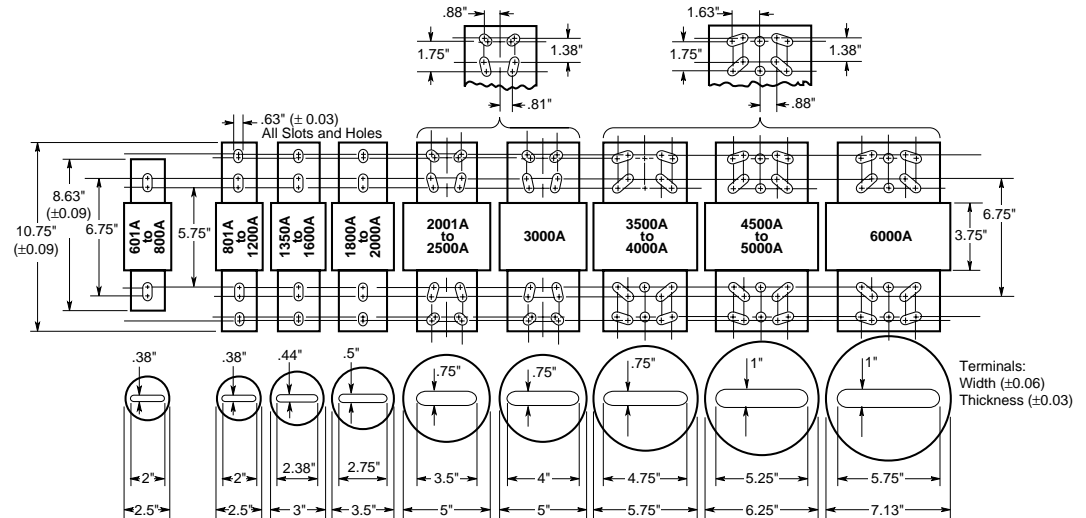 .88"
1.63"
1.75"
1.38"
1.75"
1.38"
.81"
.88"
.63" (± 0.03)
All Slots and Holes
8.63"
(±0.09)
10.75"
(±0.09)
6.75"
5.75"
6.75"
3.75"
601A
to
800A
801A
to
1200A
1350A
to
1600A
1800A
to
2000A
2001A
to
2500A
3000A
3500A
to
4000A
4500A
to
5000A
6000A
.38"
.38"
.44"
.5"
.75"
.75"
.75"
1"
1"
Terminals:
Width (±0.06)
Thickness (±0.03)
2"
2"
2.38"
2.75"
3.5"
4"
4.75"
5.25"
5.75"
2.5"
2.5"
3"
3.5"
5"
5"
5.75"
6.25"
7.13"